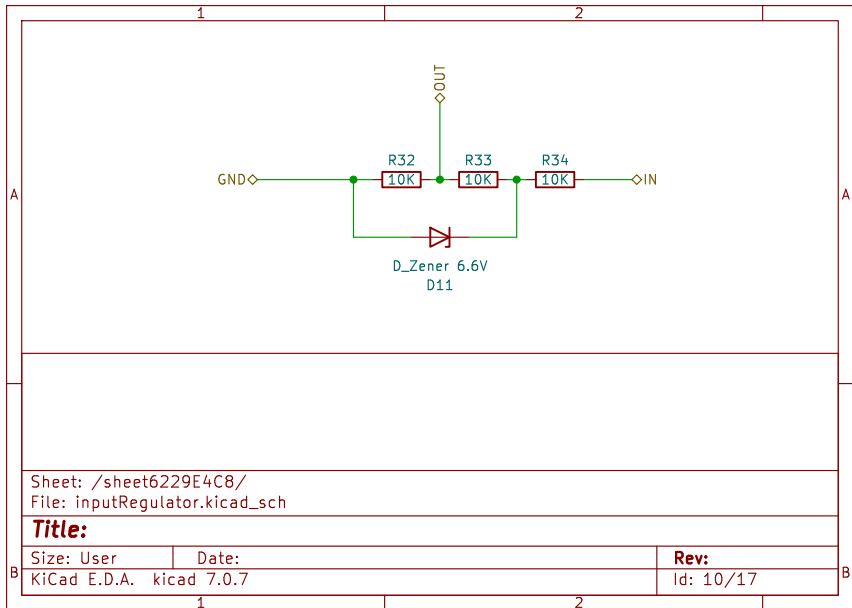 1 2
OUT
R32 R33 R34
GND 10K 10K 10K IN
A A
D_Zener 6.6V
D11
Sheet: /sheet6229E4C8/
File: inputRegulator.kicad_sch
Title:
Size: User Date: Rev:
B B
KiCad E.D.A. kicad 7.0.7 Id: 10/17
1 2